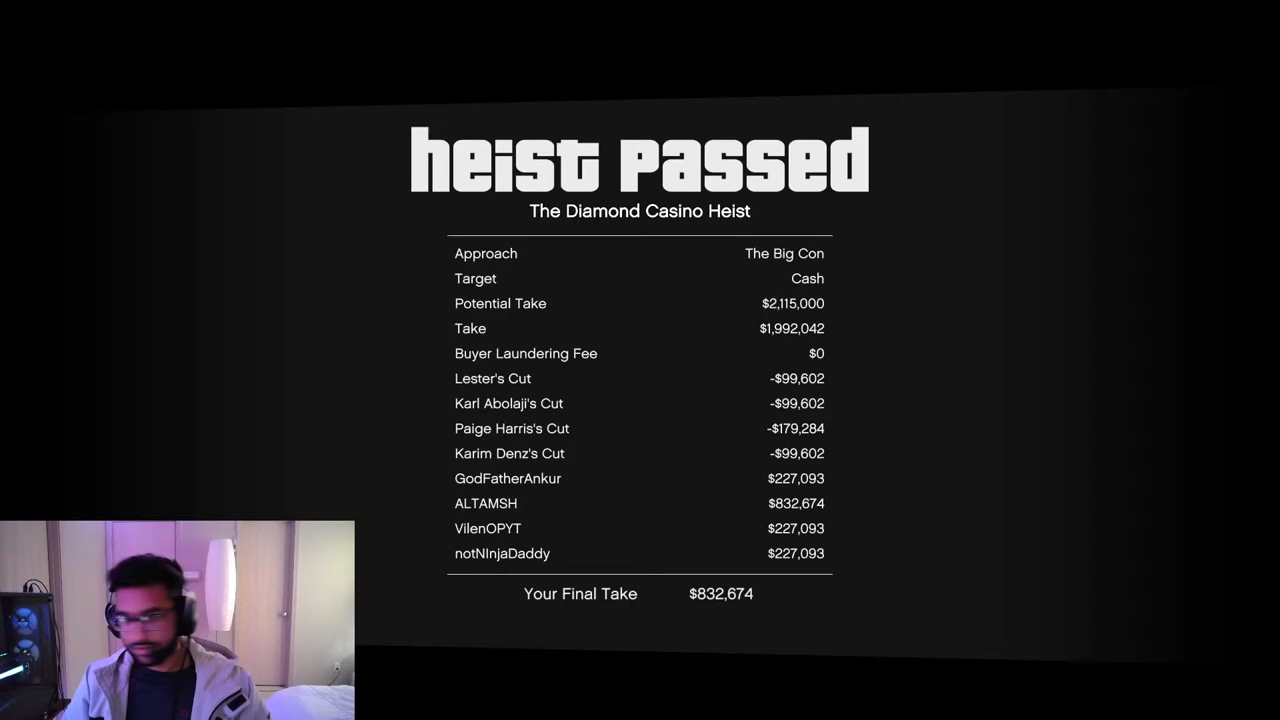 heist passed
The Diamond Casino Heist
Approach The Big Con
Target Cash
Potential Take $2,115,000
Take $1,992,042
Buyer Laundering Fee $0
Lester's Cut -$99,602
Karl Abolaji's Cut -$99,602
Paige Harris's Cut -$179,284
Karim Denz's Cut -$99,602
GodFatherAnkur $227,093
ALTAMSH $832,674
VilenOPYT $227,093
notNInjaDaddy $227,093
Your Final Take $832,674